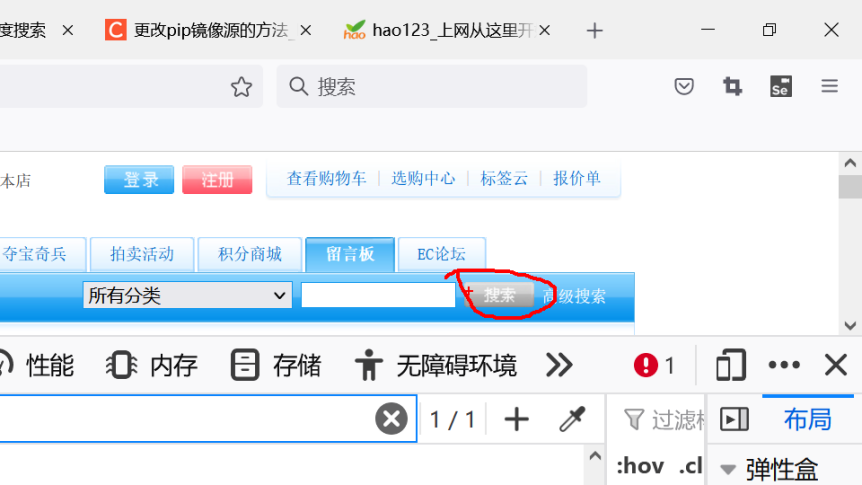 度搜索
更改pip镜像源的方法_
hao
hao123_上网从这里开
搜索
Se
本店
登录 注册 查看购物车 选购中心 标签云 报价单
夺宝奇兵 拍卖活动 积分商城 留言板 EC论坛
所有分类 搜索 高级搜索
性能 内存 存储 无障碍环境 1
1 / 1 过滤 布局
:hov .cl 弹性盒